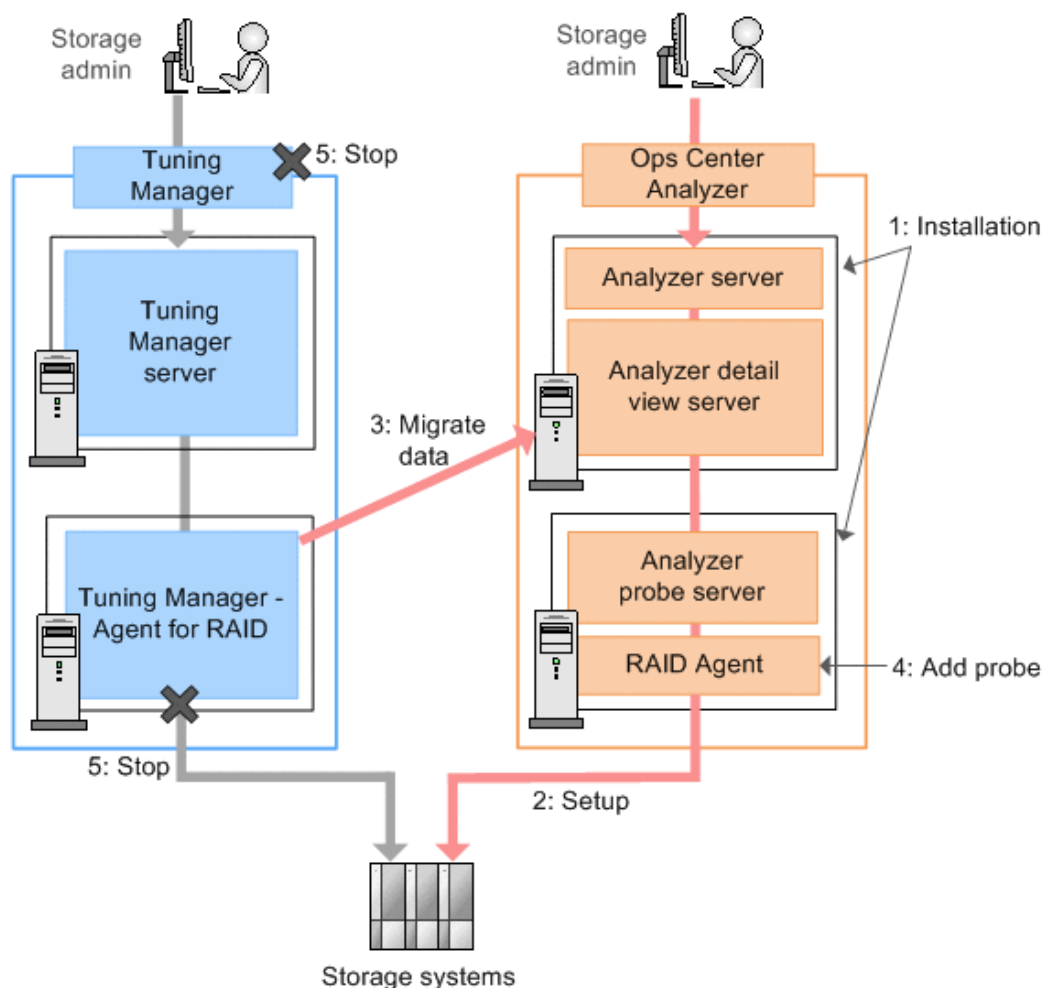 Storage
admin
Storage
admin
Tuning
Manager
5: Stop
Ops Center
Analyzer
1: Installation
Tuning
Manager
server
Analyzer server
Analyzer detail
view server
3: Migrate
data
Tuning Manager -
Agent for RAID
Analyzer
probe server
RAID Agent
4: Add probe
5: Stop
2: Setup
Storage systems